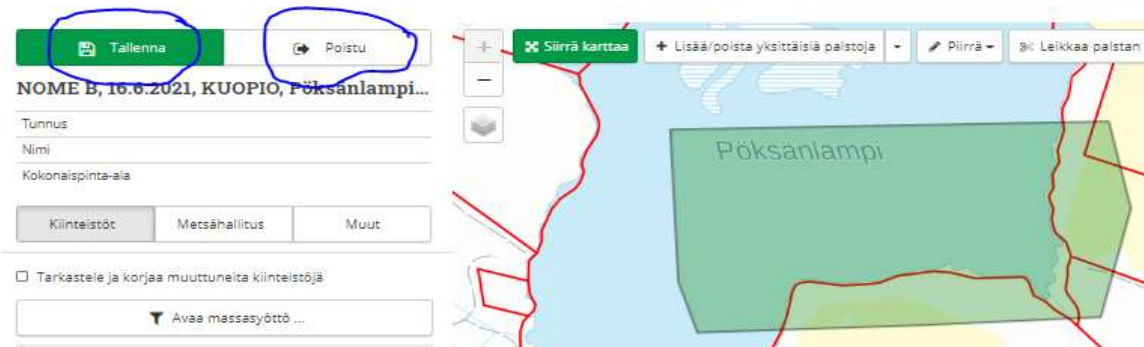 Tallenna
Poistu
NOME B, 16.6.2021, KUOPIO, Pöksänlampi...
Tunnus
Nimi
Kokonaispinta-ala
Kiinteistöt
Metsähallitus
Muut
Tarkastele ja korjaa muuttuneita kiinteistöjä
Avaa massasyöttö ...
+
Siirrä karttaa
+ Lisää/poista yksittäisiä palstoja
Piirrä
Leikkaa palstan
−
Pöksänlampi